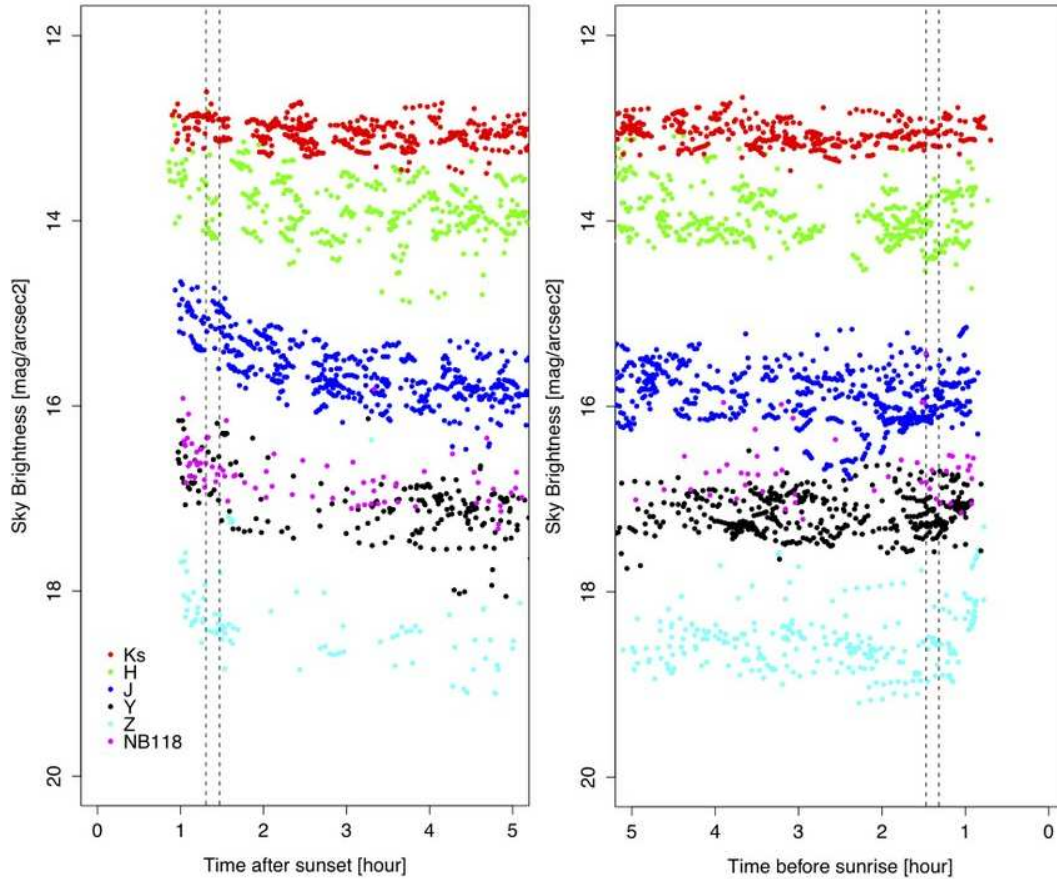 12
14
16
18
20
Sky Brightness [mag/arcsec2]
Ks
H
J
Y
Z
NB118
0 1 2 3 4 5
Time after sunset [hour]
12
14
16
18
20
Sky Brightness [mag/arcsec2]
5 4 3 2 1 0
Time before sunrise [hour]